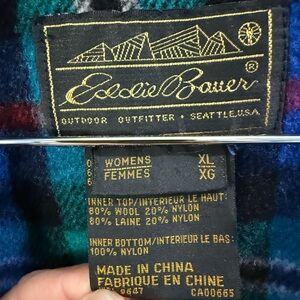 Eddie Bauer ®
OUTDOOR OUTFITTER • SEATTLE, U.S.A.
WOMENS XL
FEMMES XG
INNER TOP/INTERIEUR LE HAUT:
80% WOOL 20% NYLON
80% LAINE 20% NYLON
INNER BOTTOM/INTERIEUR LE BAS:
100% NYLON
MADE IN CHINA
FABRIQUE EN CHINE
9647 CA00665